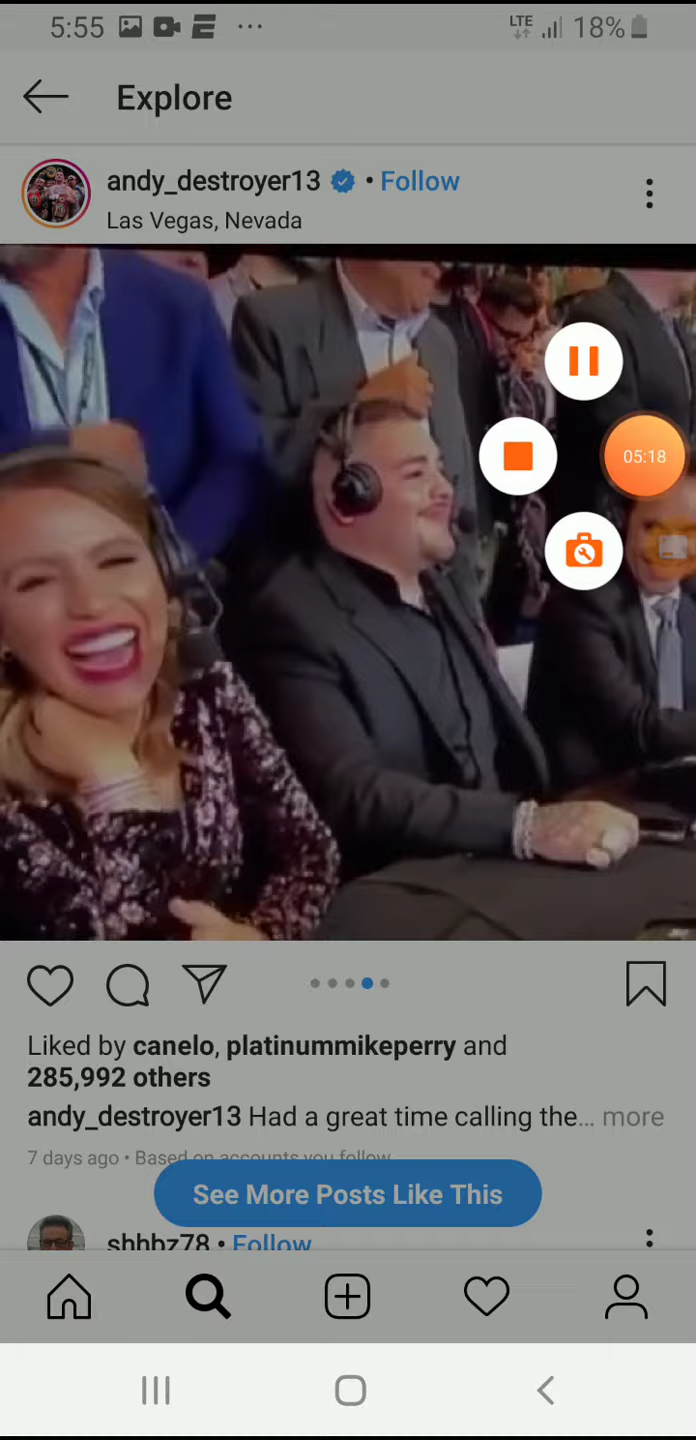 5:55 LTE 18%
Explore
andy_destroyer13 • Follow
Las Vegas, Nevada
05:18
Liked by canelo, platinummikeperry and
285,992 others
andy_destroyer13 Had a great time calling the... more
7 days ago • Based on accounts you follow
See More Posts Like This
shhbz78 • Follow